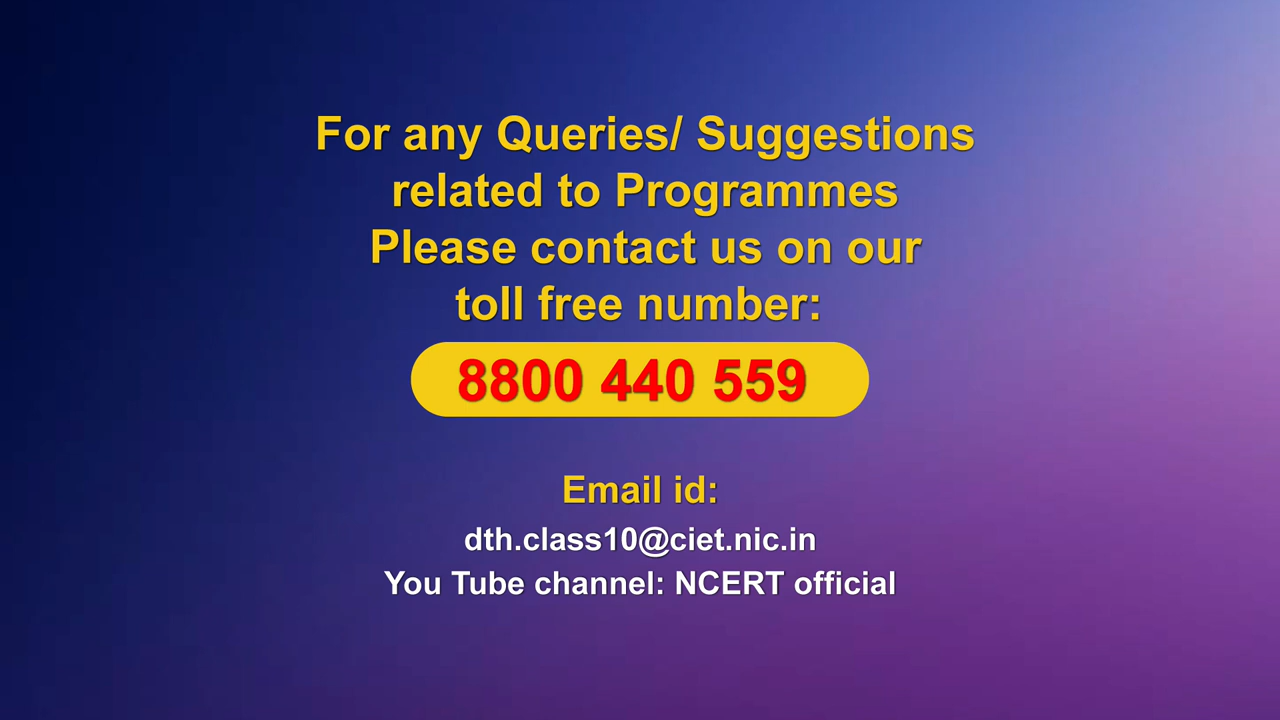 For any Queries/ Suggestions
related to Programmes
Please contact us on our
toll free number:
8800 440 559
Email id:
dth.class10@ciet.nic.in
You Tube channel: NCERT official